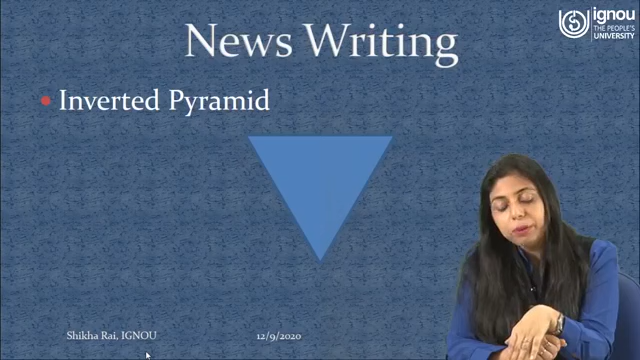 News Writing
ignou
THE PEOPLE'S
UNIVERSITY
• Inverted Pyramid
Shikha Rai, IGNOU
12/9/2020